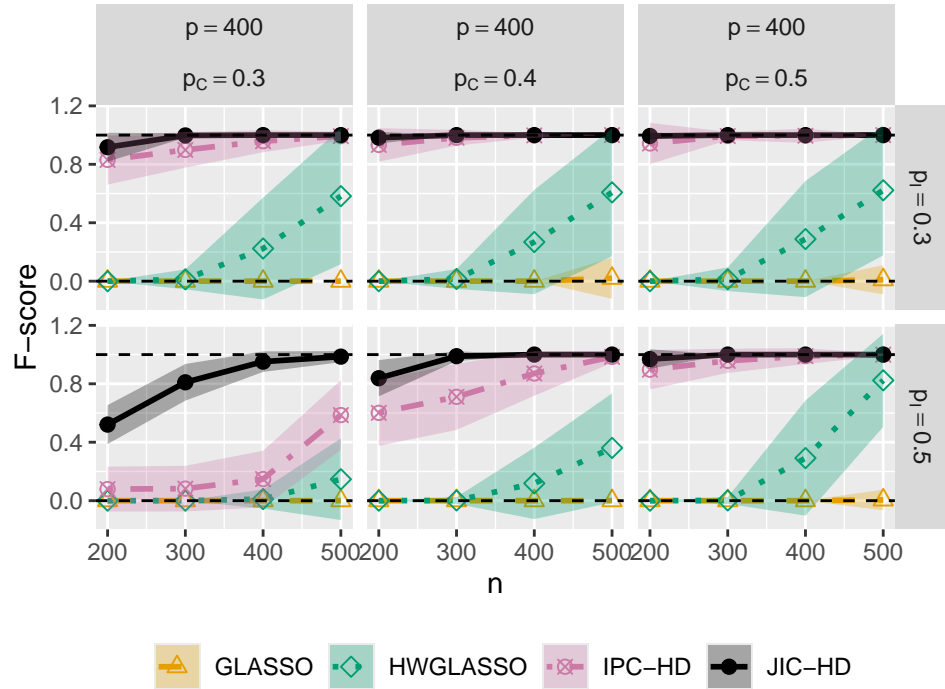 p = 400 p = 400 p = 400
p_C = 0.3 p_C = 0.4 p_C = 0.5
1.2
0.8
0.4
0.0
p_I = 0.3
1.2
0.8
0.4
0.0
p_I = 0.5
F−score
200 300 400 500 200 300 400 500 200 300 400 500
n
GLASSO HWGLASSO IPC−HD JIC−HD